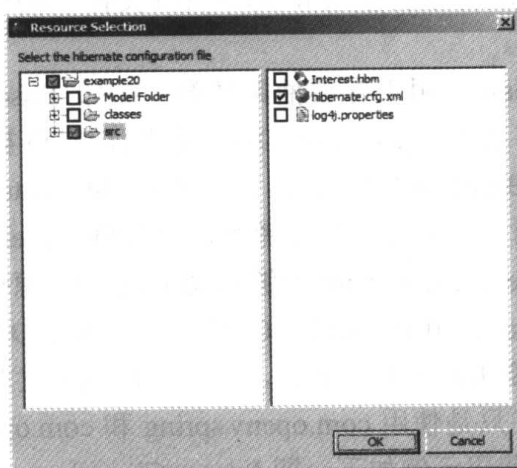 Resource Selection
Select the hibernate configuration file
example20
Model Folder
classes
src
Interest.hbm
hibernate.cfg.xml
log4j.properties
OK
Cancel